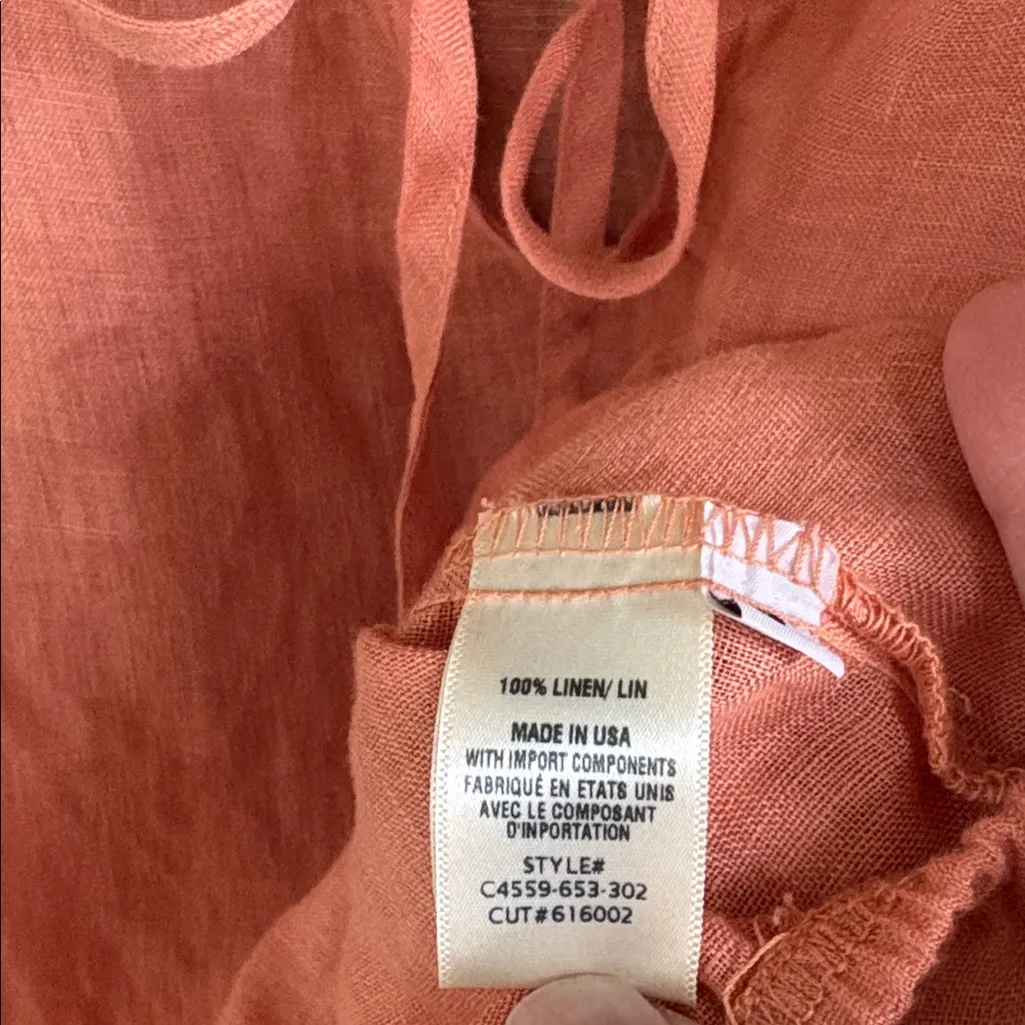 100% LINEN/ LIN
MADE IN USA
WITH IMPORT COMPONENTS
FABRIQUÉ EN ETATS UNIS
AVEC LE COMPOSANT
D'INPORTATION
STYLE#
C4559-653-302
CUT#616002